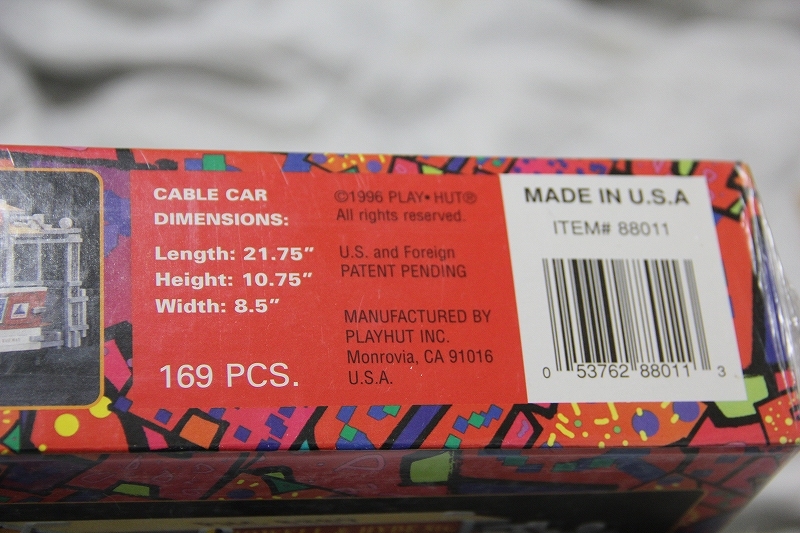 CABLE CAR
DIMENSIONS:
Length: 21.75"
Height: 10.75"
Width: 8.5"
169 PCS.
©1996 PLAY•HUT®
All rights reserved.
U.S. and Foreign
PATENT PENDING
MANUFACTURED BY
PLAYHUT INC.
Monrovia, CA 91016
U.S.A.
MADE IN U.S.A
ITEM# 88011
0 53762 88011 3